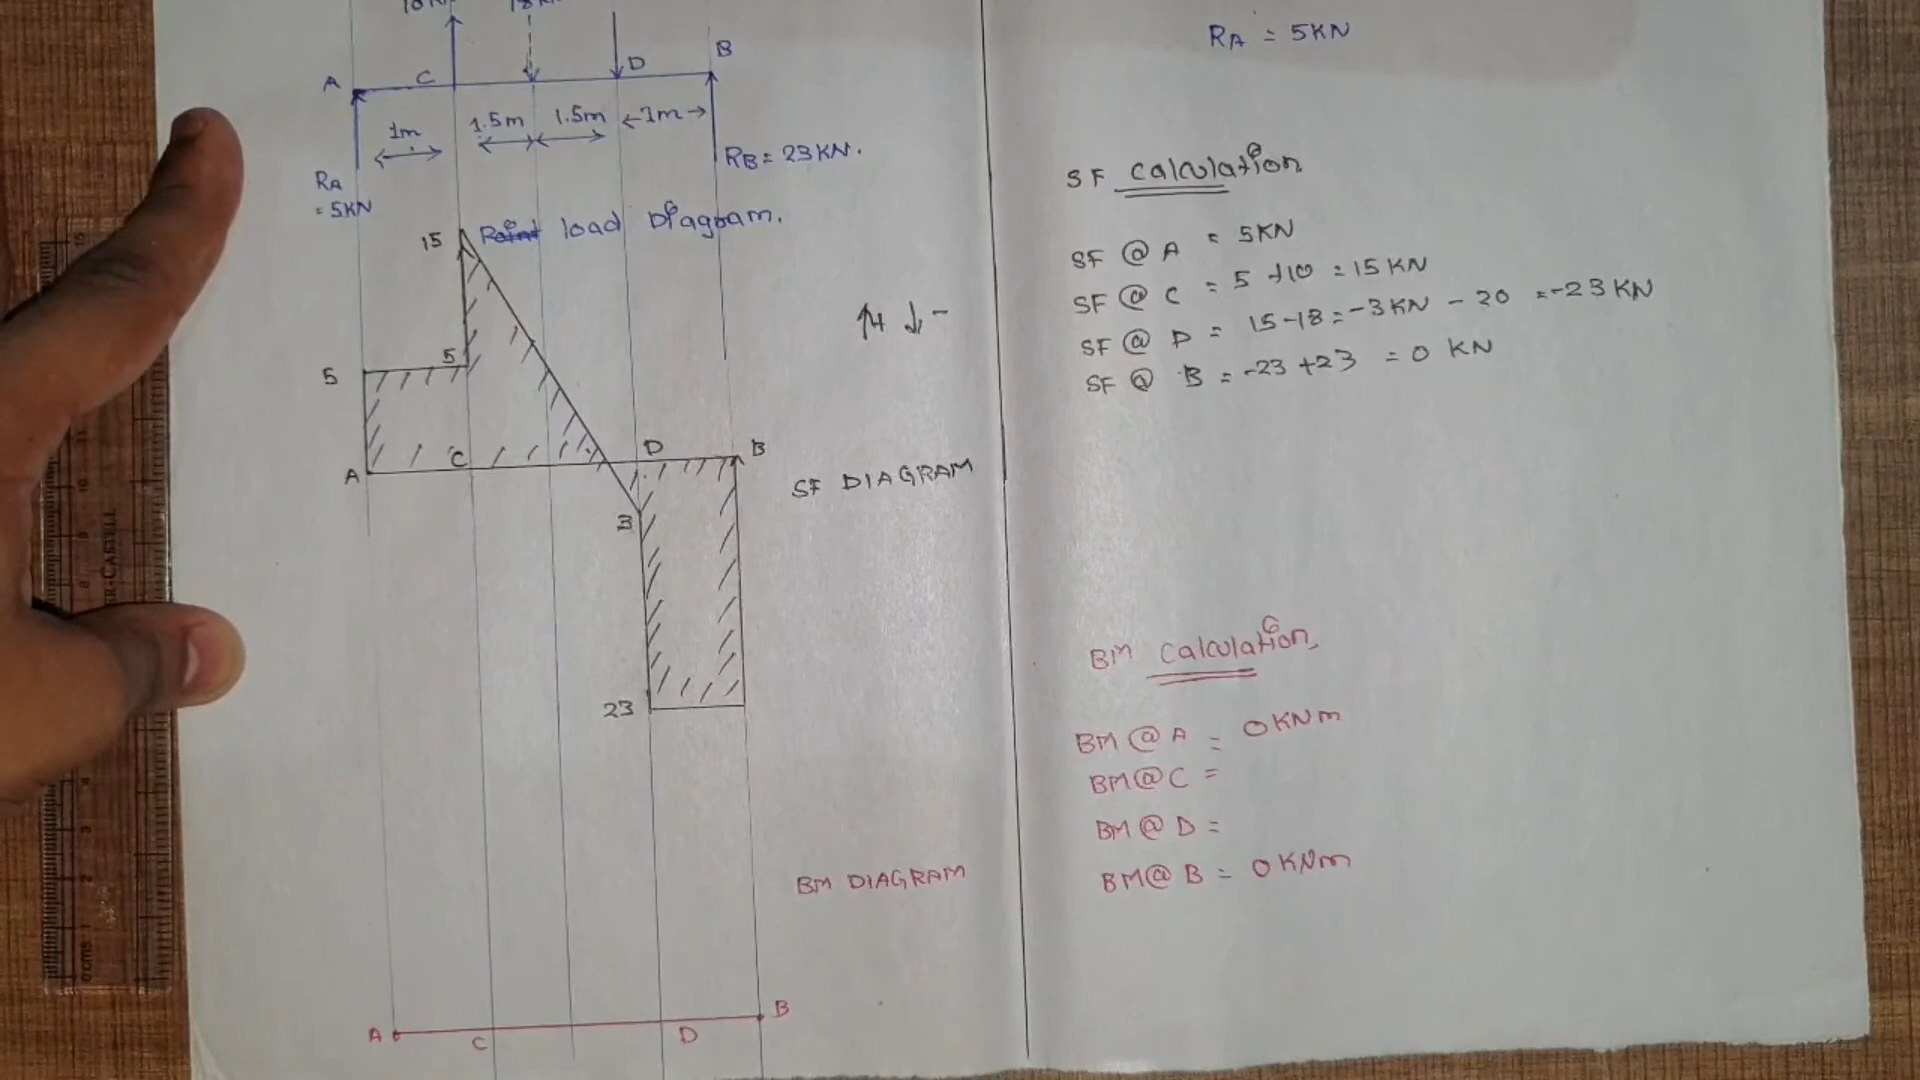 A
C
D
B
1m
1.5m
1.5m
1m
RA
= 5KN
RB = 23KN.
load Diagram.
15
5
5
A
C
D
B
3
23
SF DIAGRAM
BM DIAGRAM
A
C
D
B
RA = 5KN
SF Calculation
SF @ A = 5KN
SF @ C = 5 +10 = 15 KN
SF @ D = 15-18 = -3KN - 20 = -23 KN
SF @ B = -23 +23 = 0 KN
↑+ ↓-
BM Calculation
BM @ A = 0KNm
BM@C =
BM@ D =
BM@ B = 0 KNm